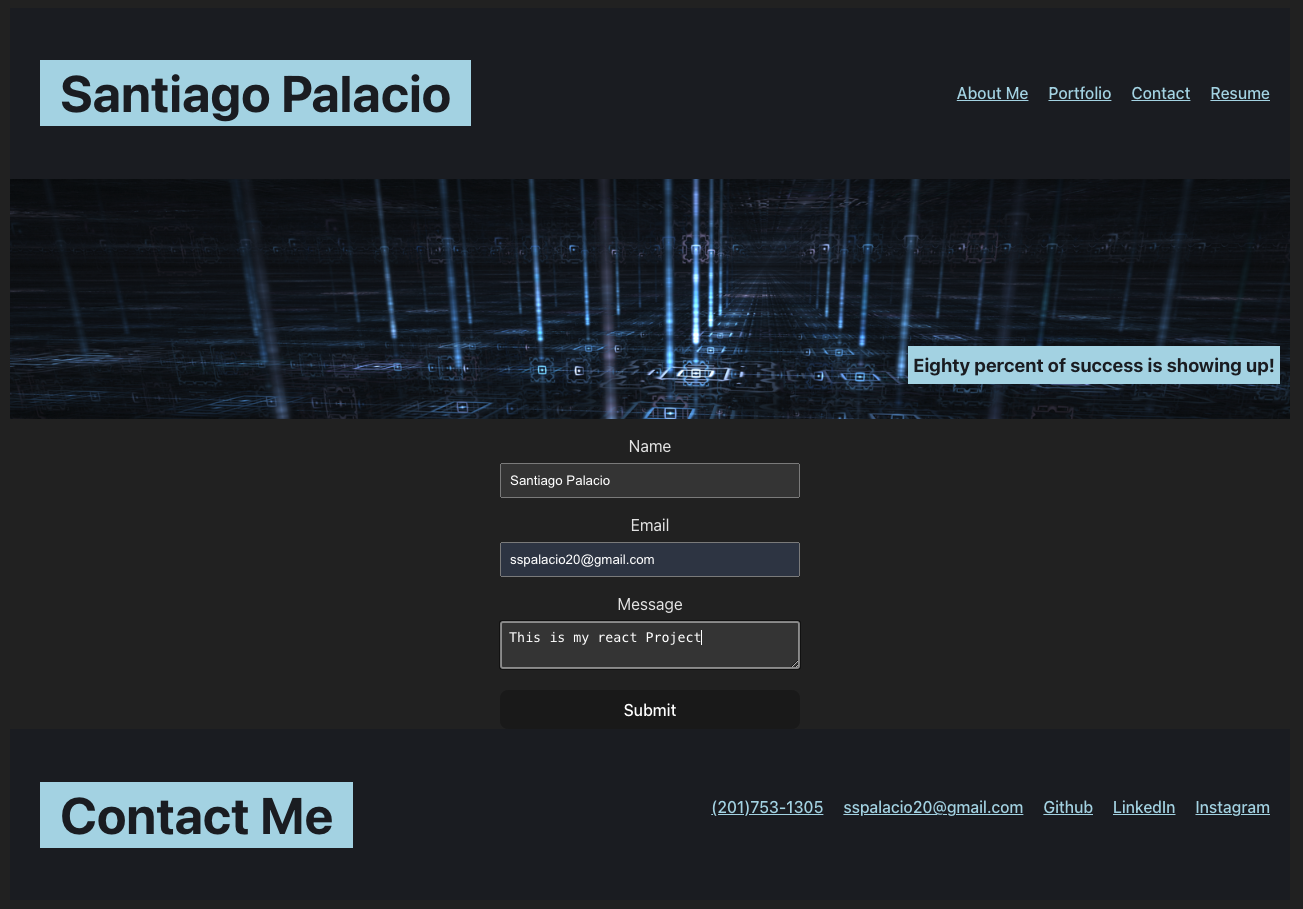 Santiago Palacio
About Me Portfolio Contact Resume
Eighty percent of success is showing up!
Name
Santiago Palacio
Email
sspalacio20@gmail.com
Message
This is my react Project
Submit
Contact Me
(201)753-1305 sspalacio20@gmail.com Github LinkedIn Instagram